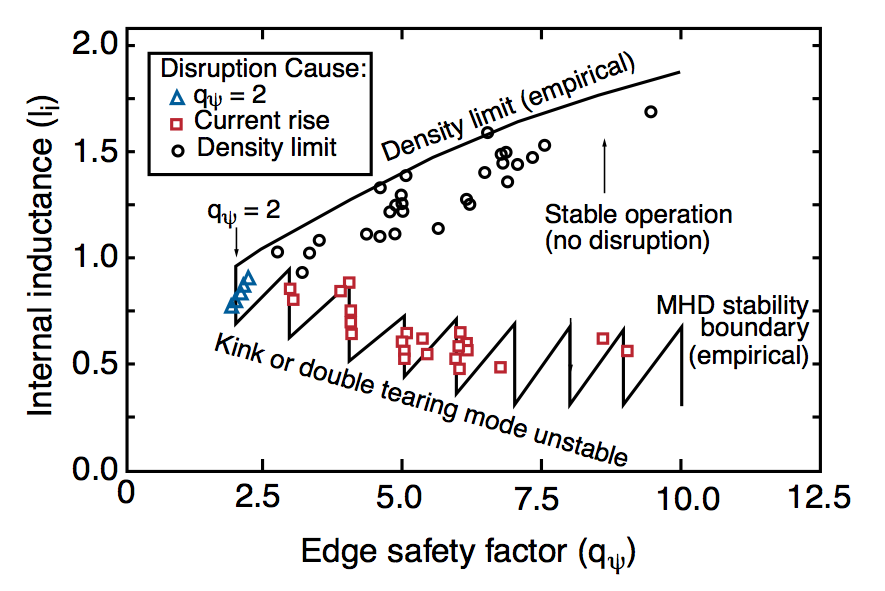 Internal inductance (lᵢ)
2.0
1.5
1.0
0.5
0.0
Disruption Cause:
qψ = 2
Current rise
Density limit
Density limit (empirical)
qψ = 2
Stable operation
(no disruption)
MHD stability
boundary
(empirical)
Kink or double tearing mode unstable
0
2.5
5.0
7.5
10.0
12.5
Edge safety factor (qψ)